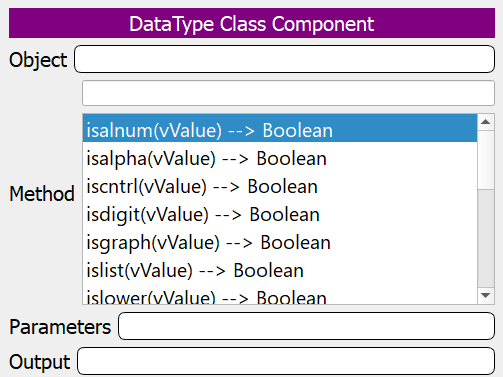 DataType Class Component
Object
isalnum(vValue) --> Boolean
isalpha(vValue) --> Boolean
iscntrl(vValue) --> Boolean
isdigit(vValue) --> Boolean
Method
isgraph(vValue) --> Boolean
islist(vValue) --> Boolean
islower(vValue) --> Boolean
Parameters
Output